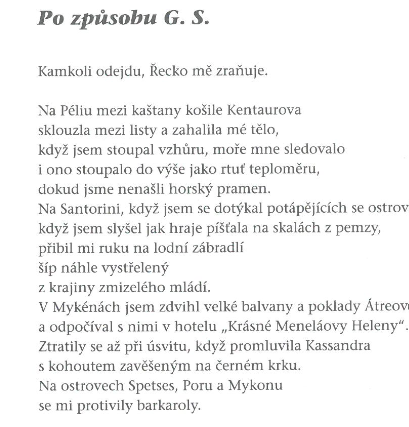 Po způsobu G. S.
Kamkoli odejdu, Řecko mě zraňuje.
Na Péliu mezi kaštany košile Kentaurova
sklouzla mezi listy a zahalila mé tělo,
když jsem stoupal vzhůru, moře mne sledovalo
i ono stoupalo do výše jako rtuť teploměru,
dokud jsme nenašli horský pramen.
Na Santorini, když jsem se dotýkal potápějících se ostrov
když jsem slyšel jak hraje píšťala na skalách z pemzy,
přibil mi ruku na lodní zábradlí
šíp náhle vystřelený
z krajiny zmizelého mládí.
V Mykénách jsem zdvihl velké balvany a poklady Átreov
a odpočíval s nimi v hotelu „Krásné Meneláovy Heleny“.
Ztratily se až při úsvitu, když promluvila Kassandra
s kohoutem zavěšeným na černém krku.
Na ostrovech Spetses, Poru a Mykonu
se mi protivily barkaroly.